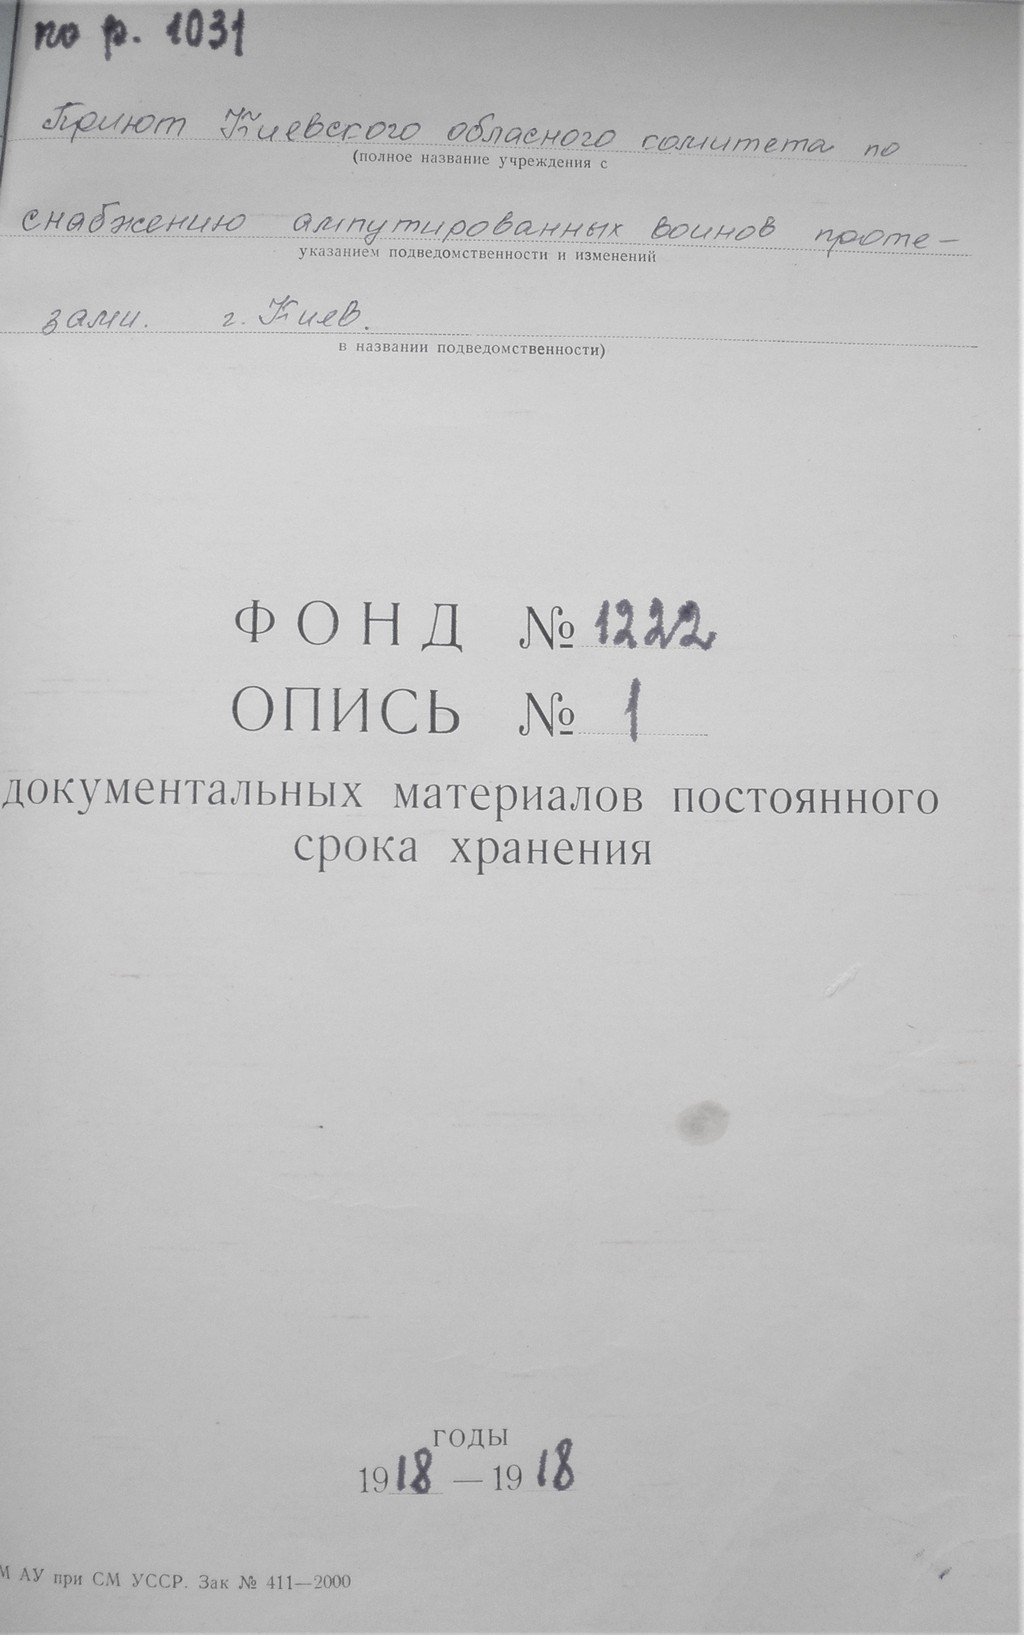 по р. 1031
Приют Киевского обласного комитета по
(полное название учреждения с
снабжению ампутированных воинов проте-
указанием подведомственности и изменений
зами. г. Киев.
в названии подведомственности)
ФОНД № 1222
ОПИСЬ № 1
документальных материалов постоянного
срока хранения
годы
1918 — 1918
М АУ при СМ УССР. Зак № 411—2000